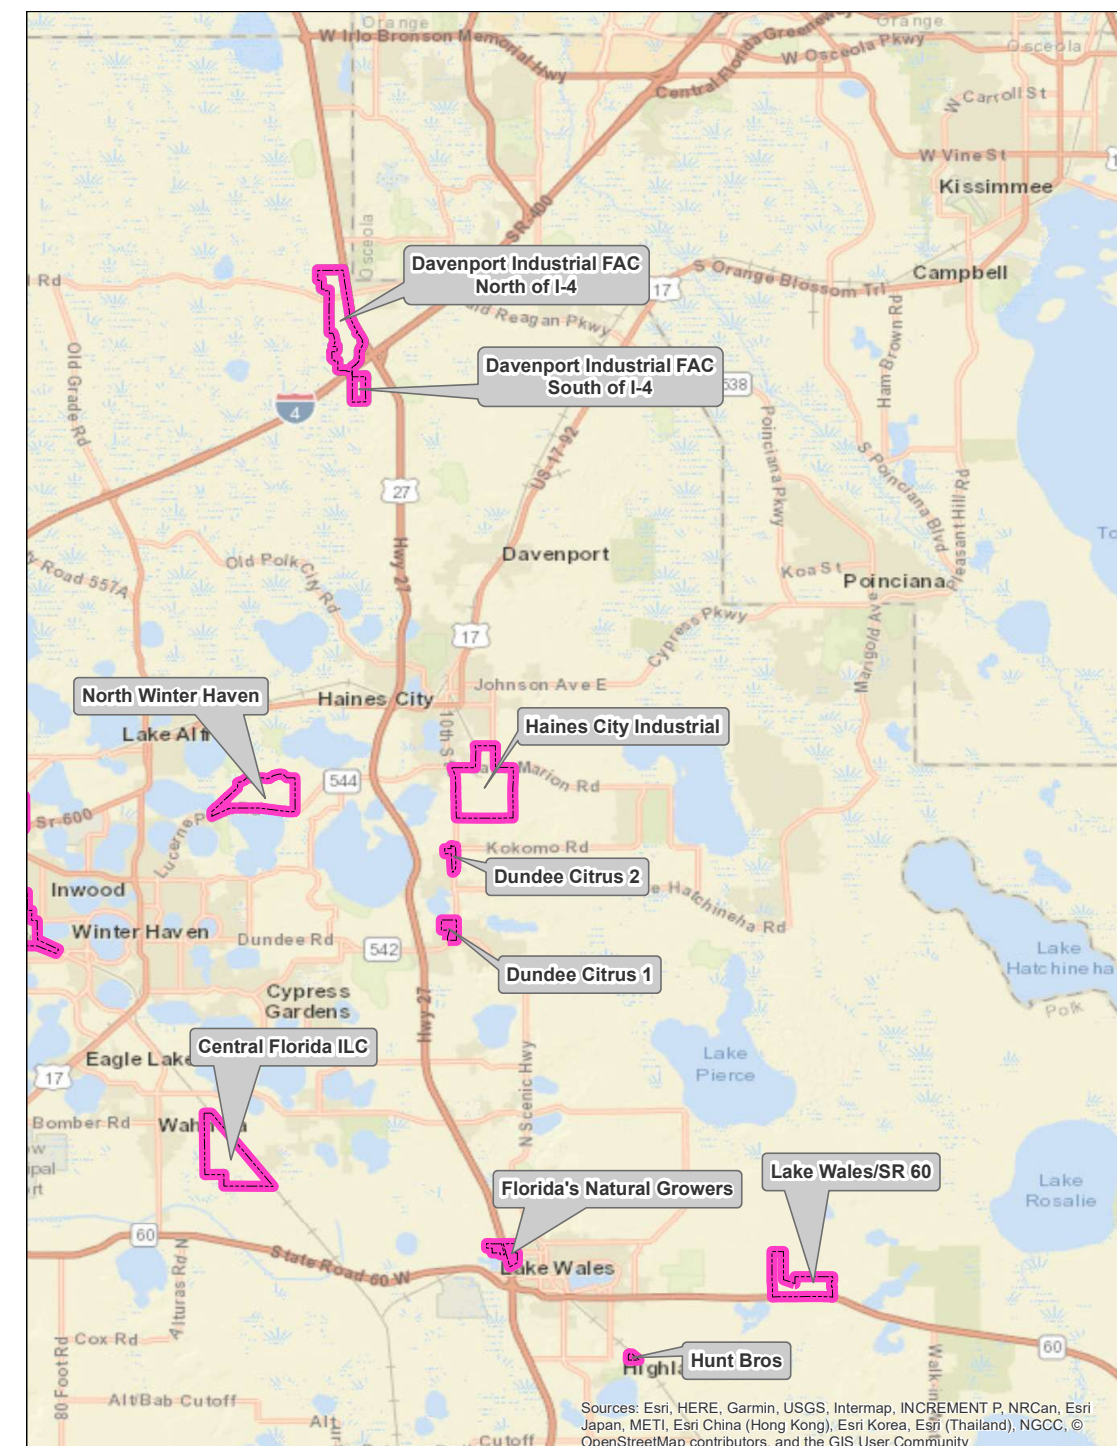 Orange
Orange
W Irlo Bronson Memorial Hwy
Central Florida Greeneway
W Osceola Pkwy
Osceola
W Carroll St
W Vine St
Kissimmee
SR-400
Osceola
Davenport Industrial FAC
North of I-4
Campbell
S Orange Blossom Trl
17
Rd
Reagan Pkwy
Ham Brown Rd
Old Grade Rd
Davenport Industrial FAC
South of I-4
538
4
Poinciana Pkwy
US-17-92
S Poinciana Blvd
Pleasant Hill Rd
27
Hwy 27
Davenport
Road 557A
Old Polk City Rd
Koa St
Poinciana
17
Cypress Pkwy
Marigold Ave
North Winter Haven
Haines City
Johnson Ave E
10th S
Haines City Industrial
Lake Alf
544
Marion Rd
Sr-600
Lucerne P
Kokomo Rd
Dundee Citrus 2
Inwood
e Hatchineha Rd
Winter Haven
Dundee Rd
542
Lake
Hatchineha
Dundee Citrus 1
Cypress
Gardens
Polk
Hwy 27
Central Florida ILC
Eagle Lake
Lake
Pierce
17
N Scenic Hwy
Bomber Rd
Wah
Lake Wales/SR 60
Florida's Natural Growers
Lake
Rosalie
60
State Road 60 W
Lake Wales
Alturas Rd N
Cox Rd
60
80 Foot Rd
Hunt Bros
Highla
Walk-in
Alt/Bab Cutoff
Alt
Cutoff
Sources: Esri, HERE, Garmin, USGS, Intermap, INCREMENT P, NRCan, Esri
Japan, METI, Esri China (Hong Kong), Esri Korea, Esri (Thailand), NGCC, ©
OpenStreetMap contributors, and the GIS User Community